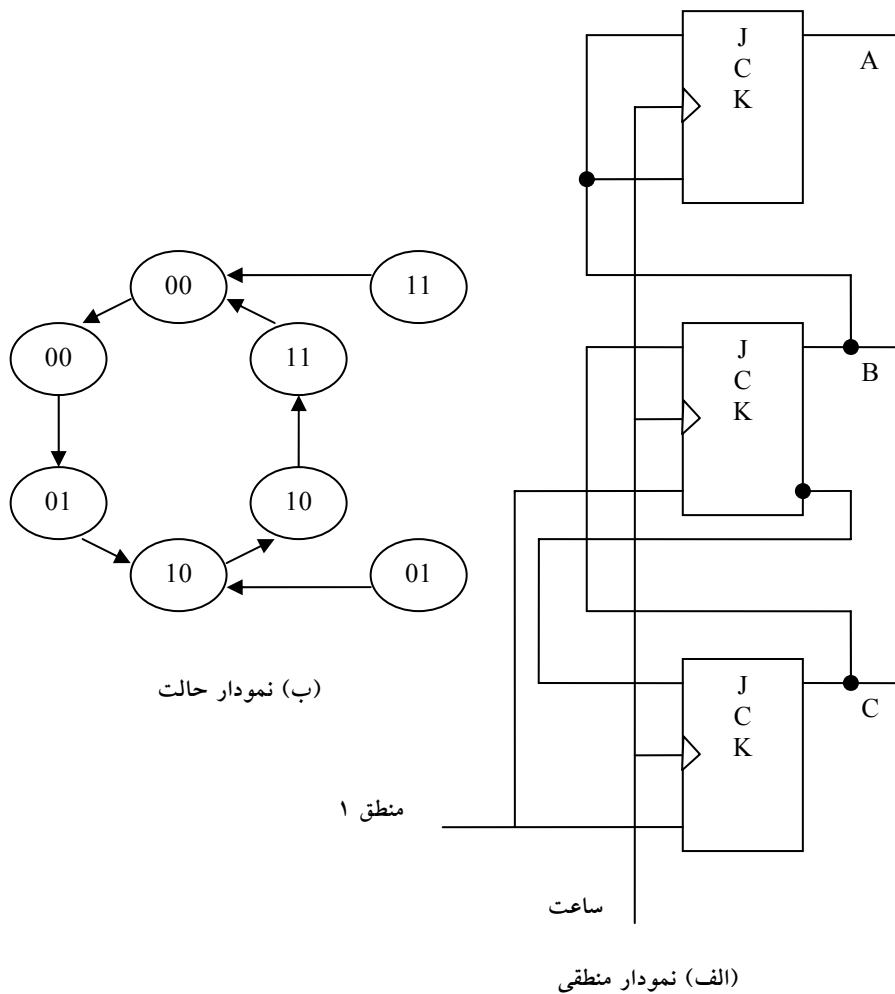 J
C
K
A
J
C
K
B
J
C
K
C
00
11
00
11
01
10
10
01
(ب) نمودار حالت
منطق ۱
ساعت
(الف) نمودار منطقی